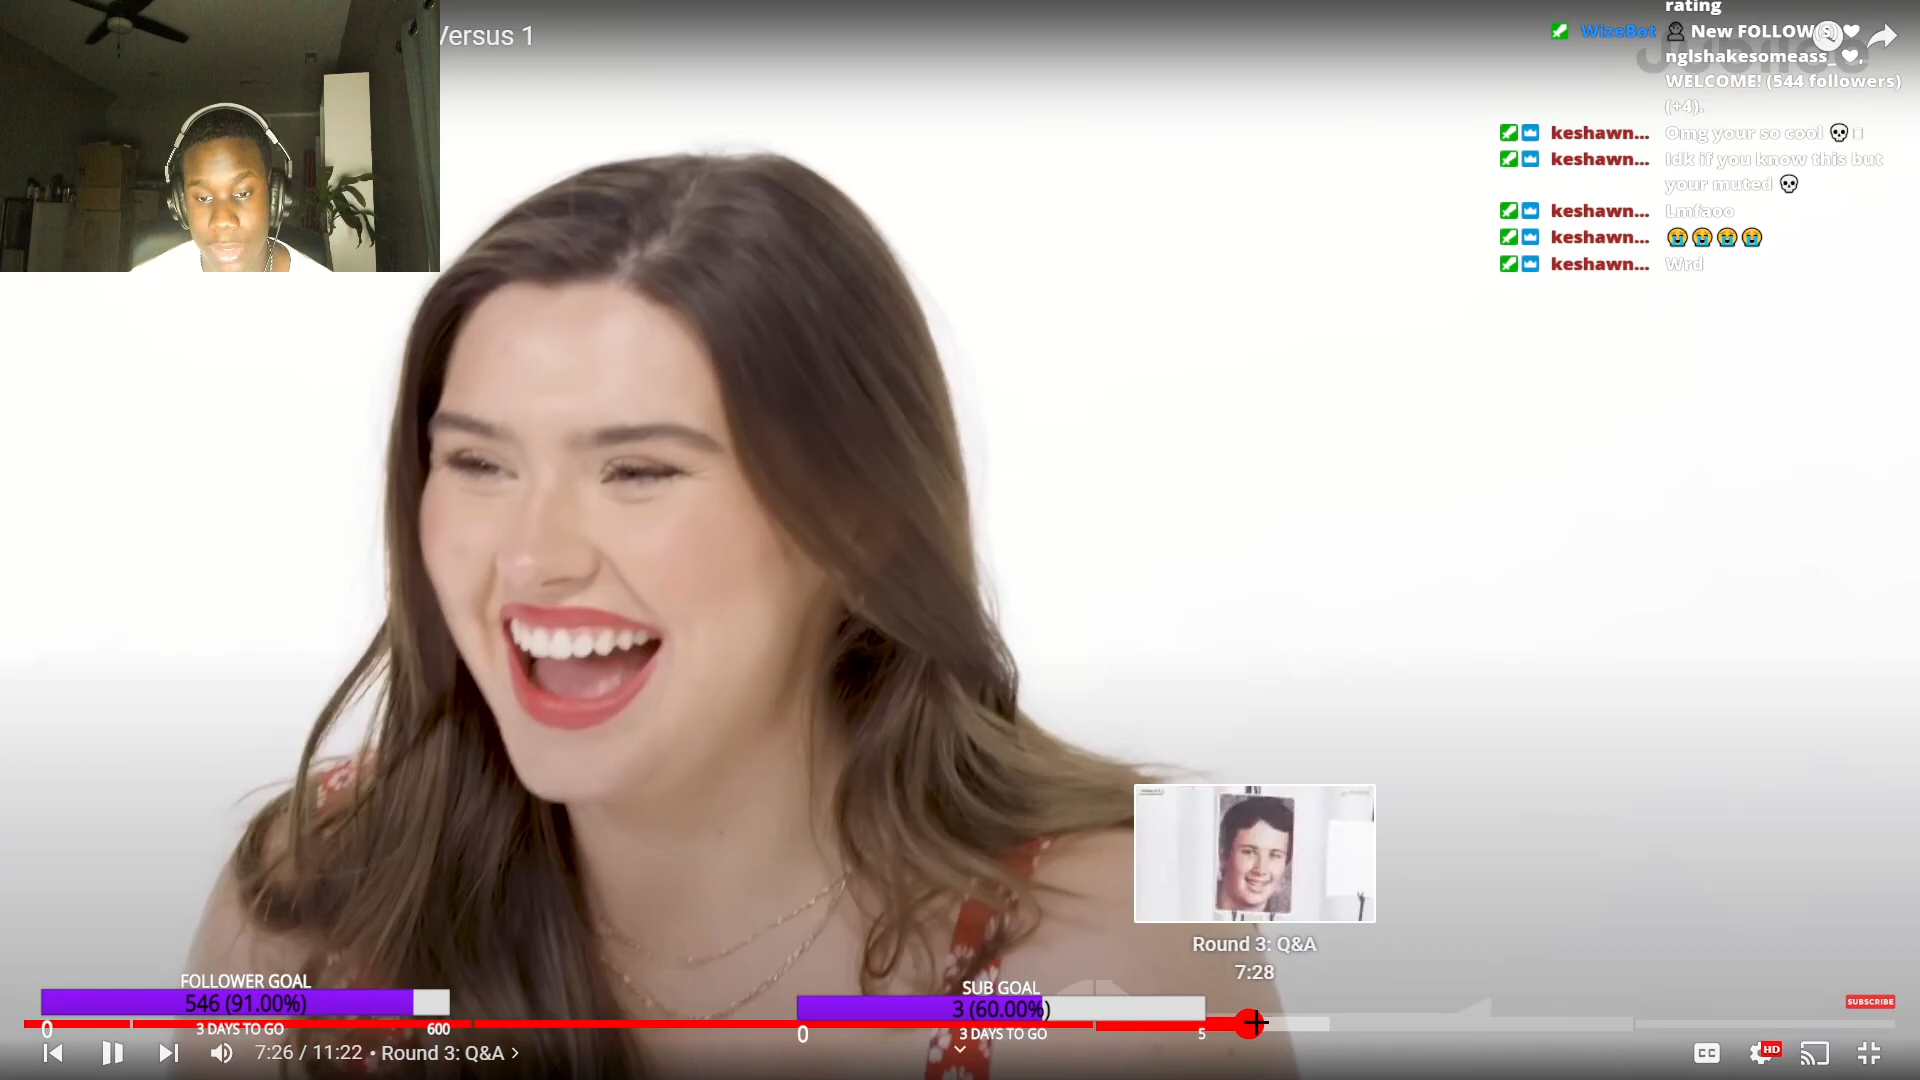 Versus 1
rating
WizeBot New FOLLOW(S)
nglshakesomeass_ ,
WELCOME! (544 followers)
(+4).
keshawn... Omg your so cool 💀
keshawn... Idk if you know this but
your muted 💀
keshawn... Lmfaoo
keshawn... 😭😭😭😭
keshawn... Wrd
Round 3: Q&A
7:28
FOLLOWER GOAL
546 (91.00%)
0 3 DAYS TO GO 600
SUB GOAL
3 (60.00%)
0 3 DAYS TO GO 5
SUBSCRIBE
7:26 / 11:22 • Round 3: Q&A >
CC
HD